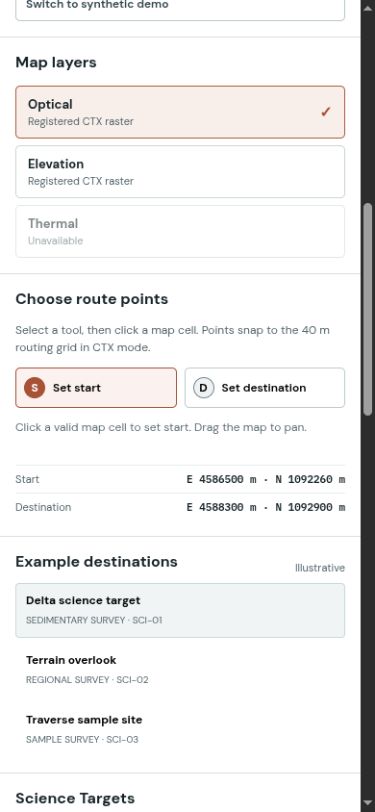 Switch to synthetic demo
Map layers
Optical
Registered CTX raster
✓
Elevation
Registered CTX raster
Thermal
Unavailable
Choose route points
Select a tool, then click a map cell. Points snap to the 40 m
routing grid in CTX mode.
S Set start
D Set destination
Click a valid map cell to set start. Drag the map to pan.
Start E 4586500 m · N 1092260 m
Destination E 4588300 m · N 1092900 m
Example destinations Illustrative
Delta science target
SEDIMENTARY SURVEY · SCI-01
Terrain overlook
REGIONAL SURVEY · SCI-02
Traverse sample site
SAMPLE SURVEY · SCI-03
Science Targets